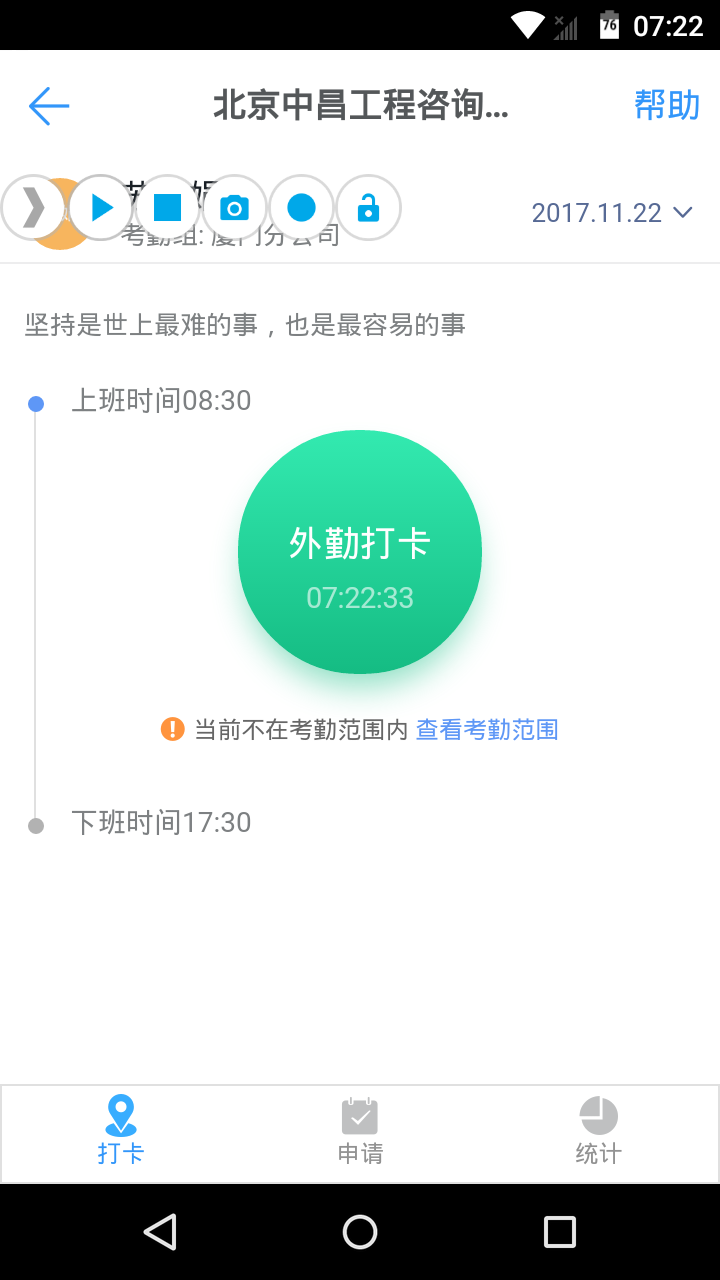 76 07:22
北京中昌工程咨询... 帮助
考勤组: 厦门分公司
2017.11.22
坚持是世上最难的事，也是最容易的事
上班时间08:30
外勤打卡
07:22:33
当前不在考勤范围内 查看考勤范围
下班时间17:30
打卡 申请 统计